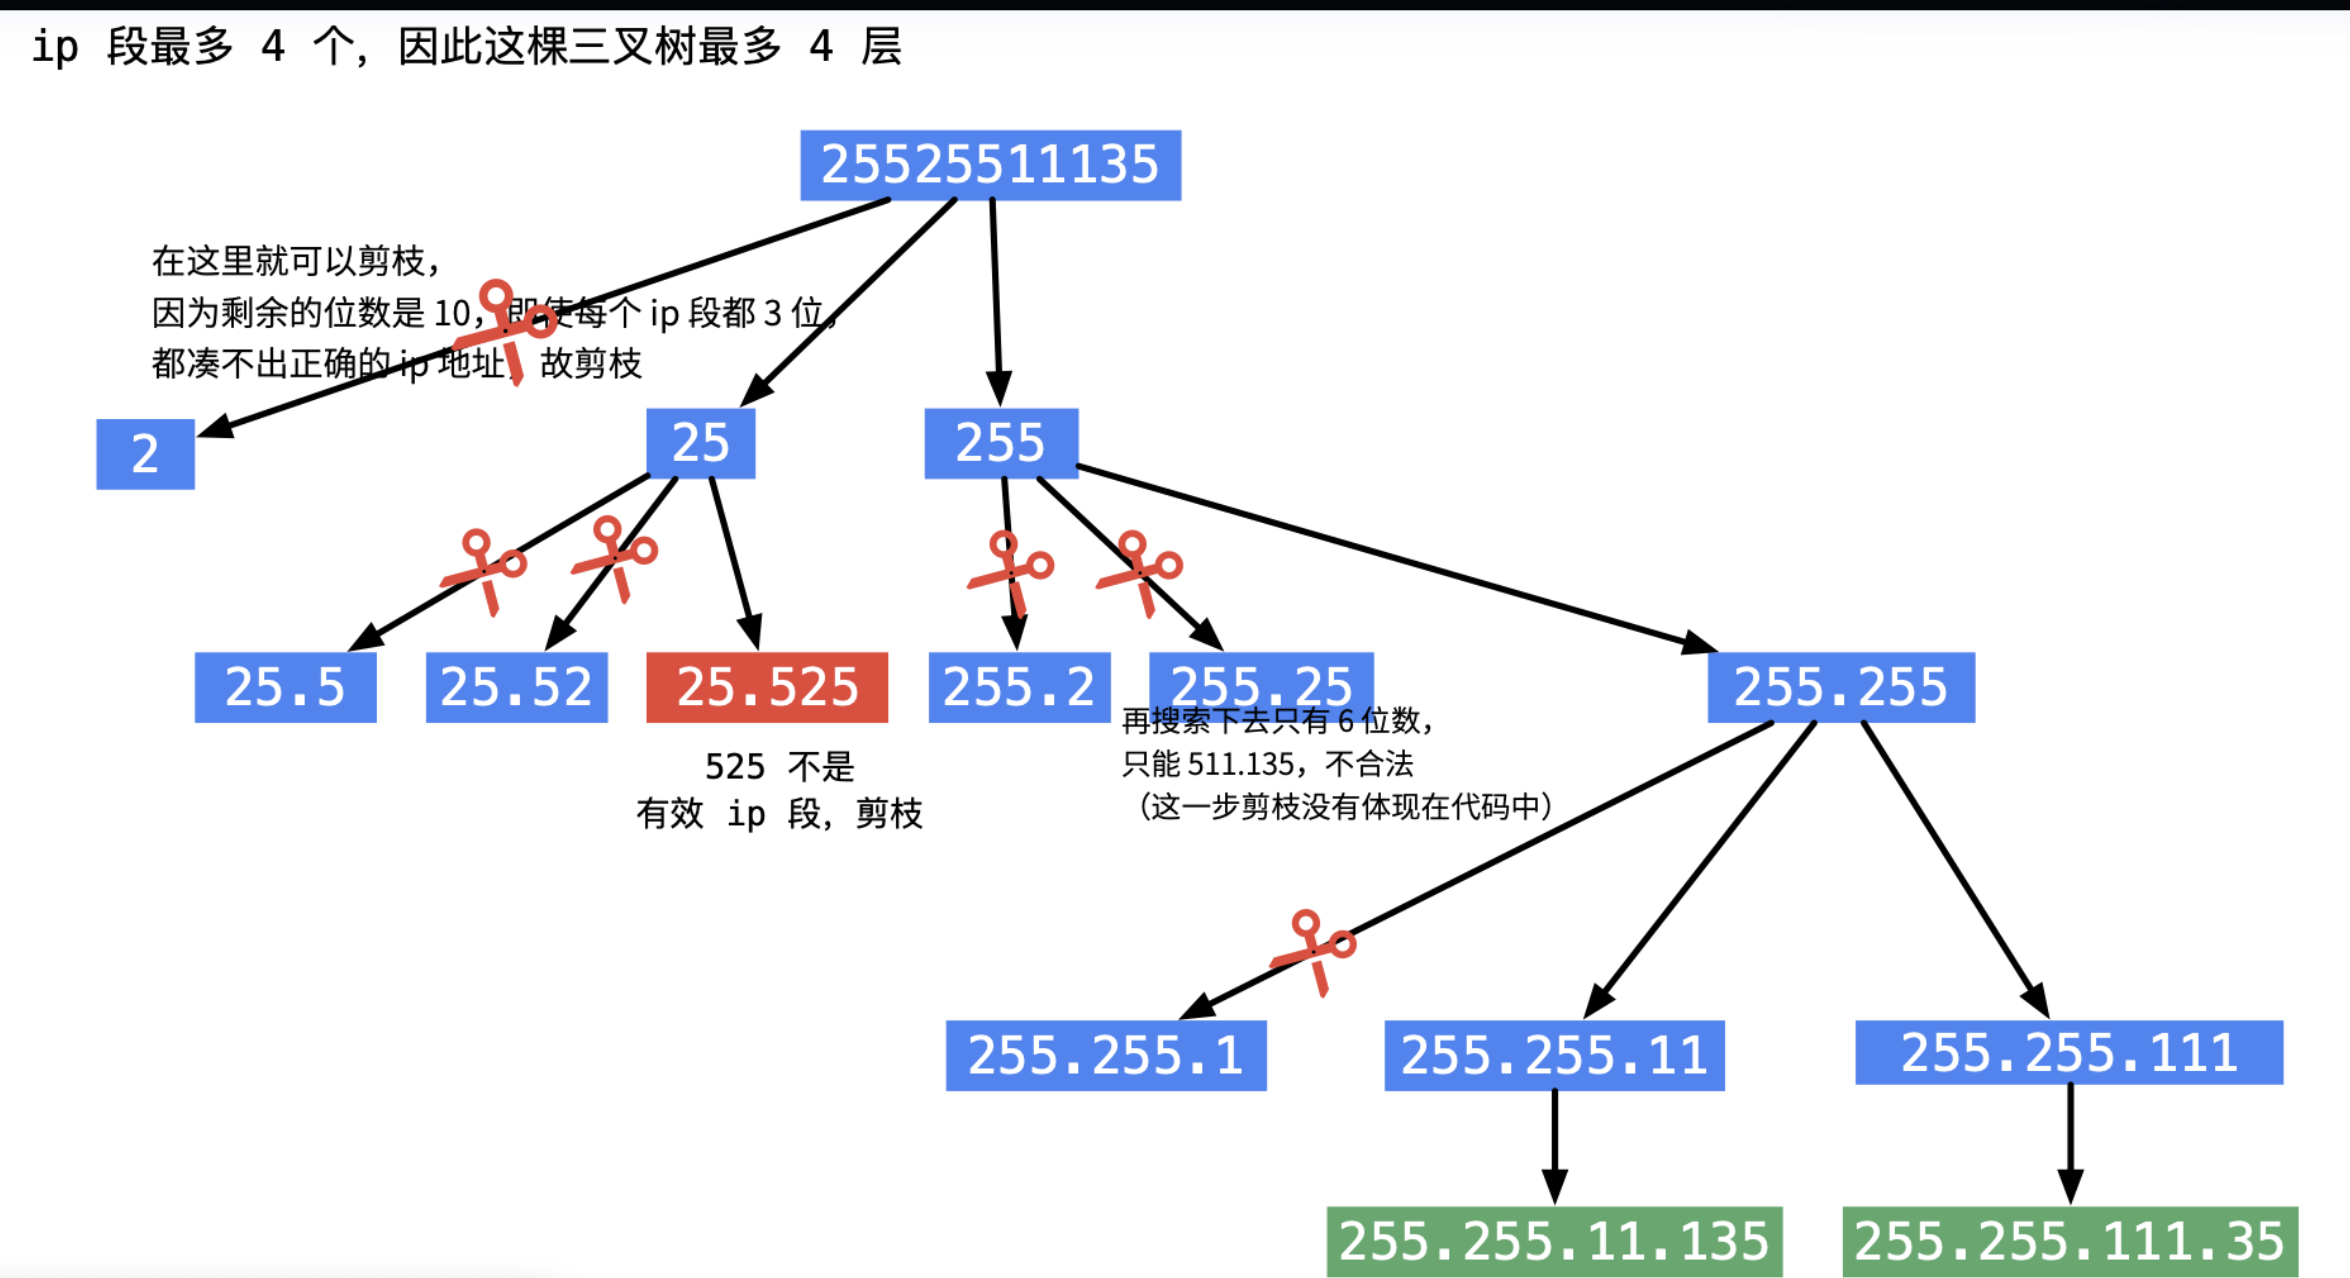 ip 段最多 4 个，因此这棵三叉树最多 4 层
25525511135
在这里就可以剪枝，
因为剩余的位数是 10，即使每个 ip 段都 3 位，
都凑不出正确的 ip 地址，故剪枝
2
25
255
25.5
25.52
25.525
255.2
255.25
255.255
525 不是
有效 ip 段，剪枝
再搜索下去只有 6 位数，
只能 511.135，不合法
（这一步剪枝没有体现在代码中）
255.255.1
255.255.11
255.255.111
255.255.11.135
255.255.111.35